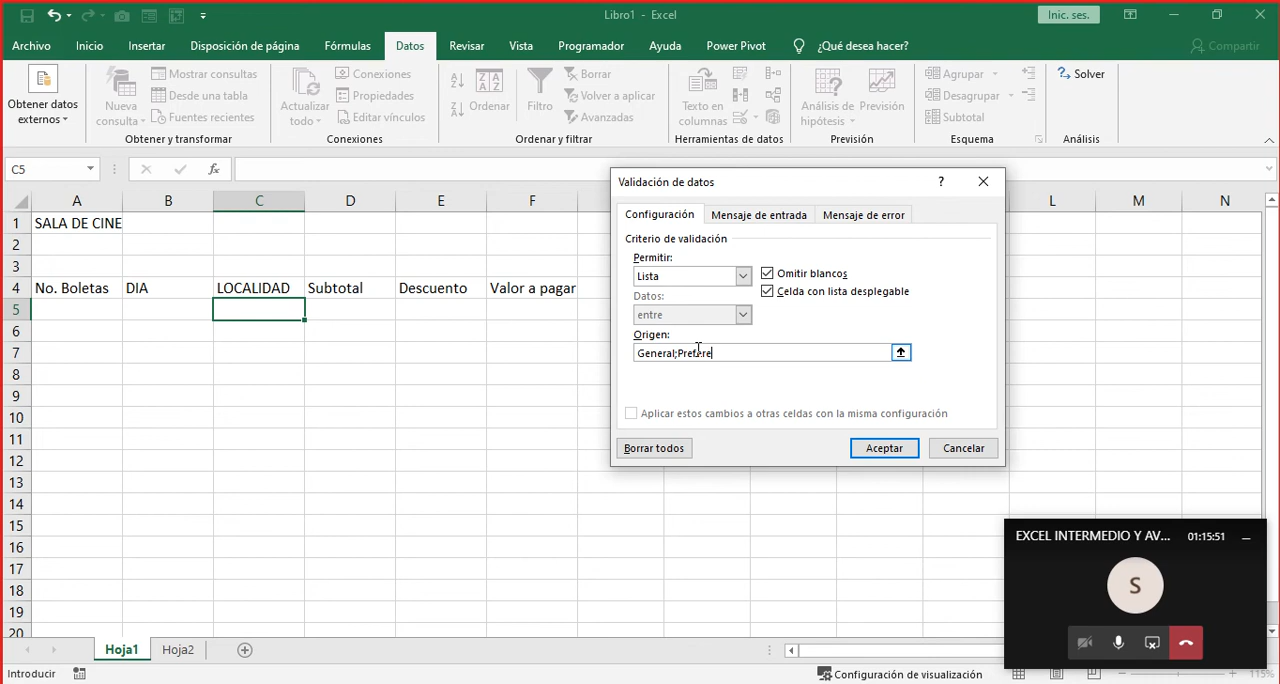 Libro1 - Excel
Inic. ses.
Archivo Inicio Insertar Disposición de página Fórmulas Datos Revisar Vista Programador Ayuda Power Pivot ¿Qué desea hacer? Compartir
Obtener datos externos
Nueva consulta
Mostrar consultas
Desde una tabla
Fuentes recientes
Obtener y transformar
Actualizar todo
Conexiones
Propiedades
Editar vínculos
Conexiones
Ordenar
Filtro
Borrar
Volver a aplicar
Avanzadas
Ordenar y filtrar
Texto en columnas
Herramientas de datos
Análisis de hipótesis
Previsión
Previsión
Agrupar
Desagrupar
Subtotal
Esquema
Solver
Análisis
C5
fx
A B C D E F L M N
1 SALA DE CINE
2
3
4 No. Boletas DIA LOCALIDAD Subtotal Descuento Valor a pagar
5
6
7
8
9
10
11
12
13
14
15
16
17
18
19
20
Validación de datos
?
Configuración Mensaje de entrada Mensaje de error
Criterio de validación
Permitir:
Lista
Omitir blancos
Celda con lista desplegable
Datos:
entre
Origen:
General;Prefere
Aplicar estos cambios a otras celdas con la misma configuración
Borrar todos Aceptar Cancelar
EXCEL INTERMEDIO Y AV... 01:15:51
S
Hoja1 Hoja2
Introducir Configuración de visualización 115%